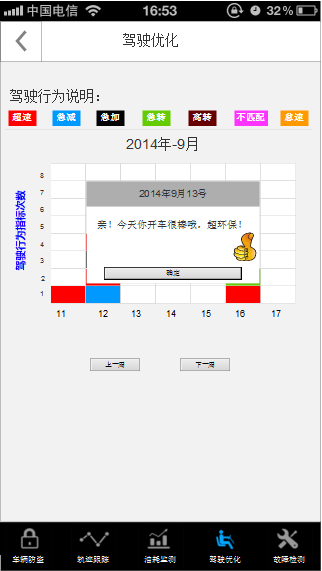 中国电信 16:53 32%
驾驶优化
驾驶行为说明：
超速 急减 急加 急转 高转 不匹配 怠速
2014年-9月
驾驶行为指标次数
8
7
6
5
4
3
2
1
2014年9月13号
亲！今天你开车很棒哦，超环保！
确定
11 12 13 14 15 16 17
上一周 下一周
车辆防盗 轨迹跟踪 油耗监测 驾驶优化 故障检测